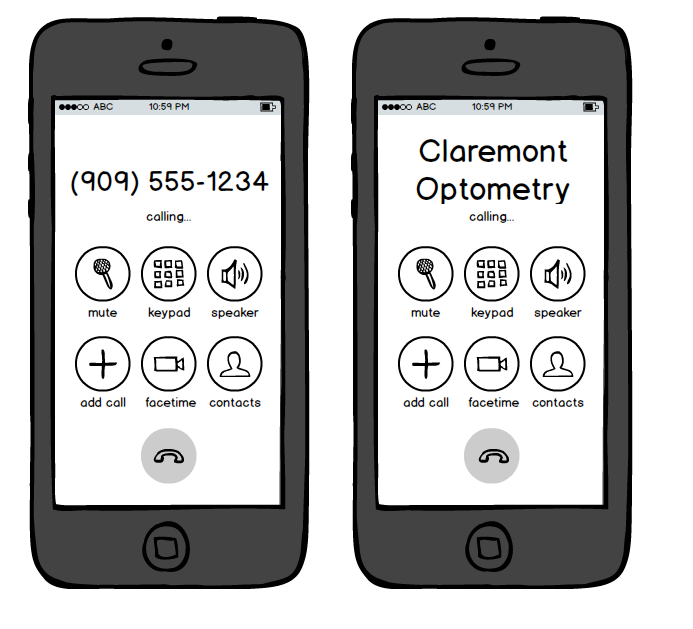 ABC 10:59 PM
(909) 555-1234
calling...
mute keypad speaker
add call facetime contacts
ABC 10:59 PM
Claremont
Optometry
calling...
mute keypad speaker
add call facetime contacts